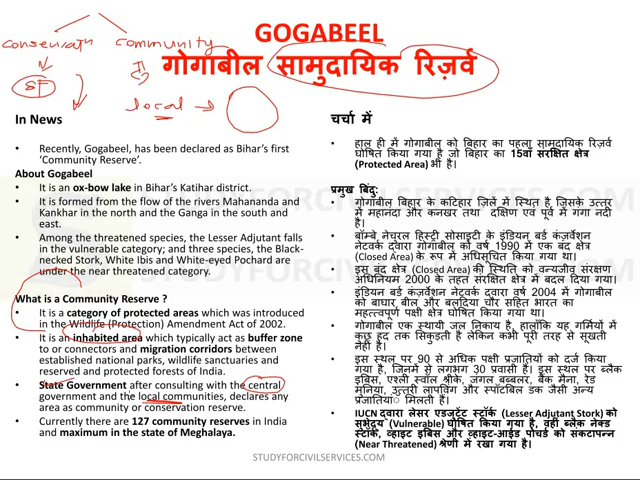 GOGABEEL
गोगाबील सामुदायिक रिज़र्व
conservatn
community
SF
local
In News
• Recently, Gogabeel, has been declared as Bihar's first
'Community Reserve'.
About Gogabeel
• It is an ox-bow lake in Bihar's Katihar district.
• It is formed from the flow of the rivers Mahananda and
Kankhar in the north and the Ganga in the south and
east.
• Among the threatened species, the Lesser Adjutant falls
in the vulnerable category; and three species, the Black-
necked Stork, White Ibis and White-eyed Pochard are
under the near threatened category.
What is a Community Reserve ?
• It is a category of protected areas which was introduced
in the Wildlife (Protection) Amendment Act of 2002.
• It is an inhabited area which typically act as buffer zone
to or connectors and migration corridors between
established national parks, wildlife sanctuaries and
reserved and protected forests of India.
• State Government after consulting with the central
government and the local communities, declares any
area as community or conservation reserve.
• Currently there are 127 community reserves in India
and maximum in the state of Meghalaya.
चर्चा में
• हाल ही में गोगाबील को बिहार का पहला सामुदायिक रिज़र्व
घोषित किया गया है जो बिहार का 15वाँ संरक्षित क्षेत्र
(Protected Area) भी है।
प्रमुख बिंदु:
• गोगाबील बिहार के कटिहार ज़िले में स्थित है जिसके उत्तर
में महानंदा और कनखर तथा दक्षिण एवं पूर्व में गंगा नदी
है।
• बॉम्बे नेचुरल हिस्ट्री सोसाइटी के इंडियन बर्ड कंज़र्वेशन
नेटवर्क द्वारा गोगाबील को वर्ष 1990 में एक बंद क्षेत्र
(Closed Area) के रूप में अधिसूचित किया गया था।
• इस बंद क्षेत्र (Closed Area) की स्थिति को वन्यजीव संरक्षण
अधिनियम 2000 के तहत संरक्षित क्षेत्र में बदल दिया गया।
• इंडियन बर्ड कंज़र्वेशन नेटवर्क द्वारा वर्ष 2004 में गोगाबील
को बाघार बील और बलदिया चौर सहित भारत का
महत्त्वपूर्ण पक्षी क्षेत्र घोषित किया गया था।
• गोगाबील एक स्थायी जल निकाय है, हालाँकि यह गर्मियों में
कुछ हद तक सिकुड़ती है लेकिन कभी पूरी तरह से सूखती
नहीं है।
• इस स्थल पर 90 से अधिक पक्षी प्रजातियों को दर्ज किया
गया है, जिनमें से लगभग 30 प्रवासी हैं। इस स्थल पर ब्लैक
इबिस, एश्ली स्वॉल श्रीके, जंगल बब्बलर, बैंक मैना, रेड
मुनिया, उत्तरी लापविंग और स्पॉटबिल डक जैसी अन्य
प्रजातियां मिलती हैं।
• IUCN द्वारा लेसर एडजुटेंट स्टॉर्क (Lesser Adjutant Stork) को
सुभेद्य (Vulnerable) घोषित किया गया है, वहीं ब्लैक नेक्ड
स्टॉर्क, व्हाइट इबिस और व्हाइट-आईड पोचर्ड को संकटापन्न
(Near Threatened) श्रेणी में रखा गया है।
STUDYFORCIVILSERVICES.COM
STUDYFORCIVILSERVICES.COM